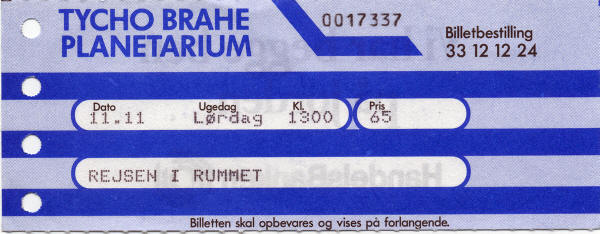 TYCHO BRAHE
PLANETARIUM
0017337
Billetbestilling
33 12 12 24
Dato Ugedag Kl. Pris
11.11 Lørdag 1300 65
REJSEN I RUMMET
Billetten skal opbevares og vises på forlangende.